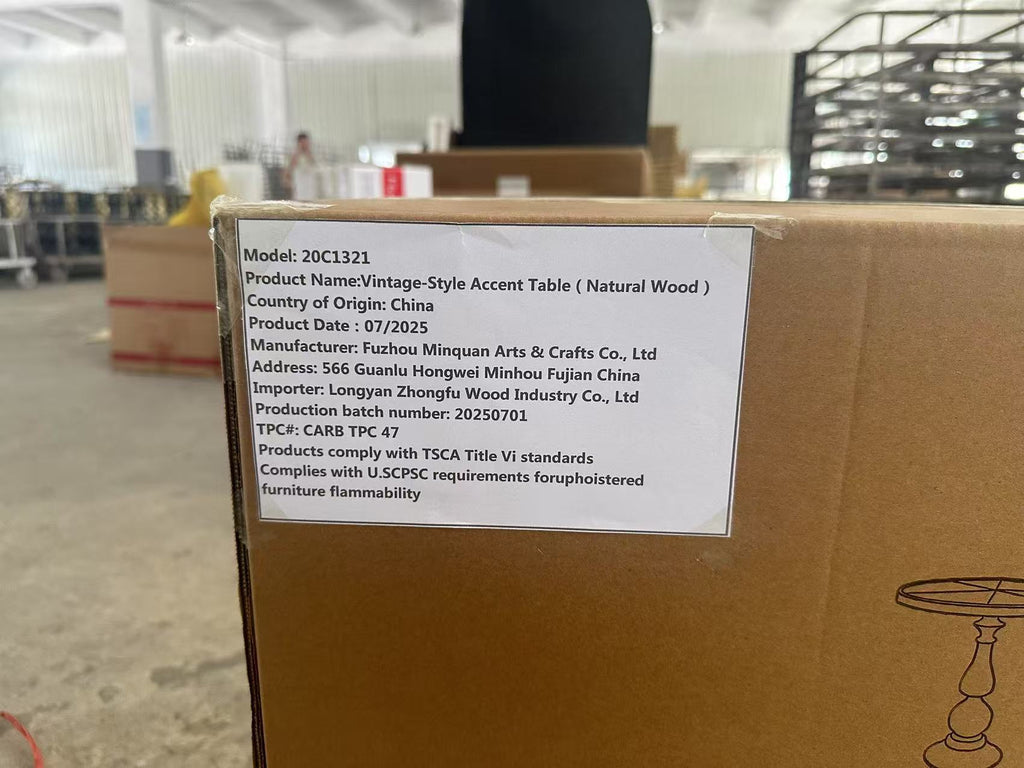 Model: 20C1321
Product Name:Vintage-Style Accent Table ( Natural Wood )
Country of Origin: China
Product Date : 07/2025
Manufacturer: Fuzhou Minquan Arts & Crafts Co., Ltd
Address: 566 Guanlu Hongwei Minhou Fujian China
Importer: Longyan Zhongfu Wood Industry Co., Ltd
Production batch number: 20250701
TPC#: CARB TPC 47
Products comply with TSCA Title Vi standards
Complies with U.SCPSC requirements foruphoistered
furniture flammability